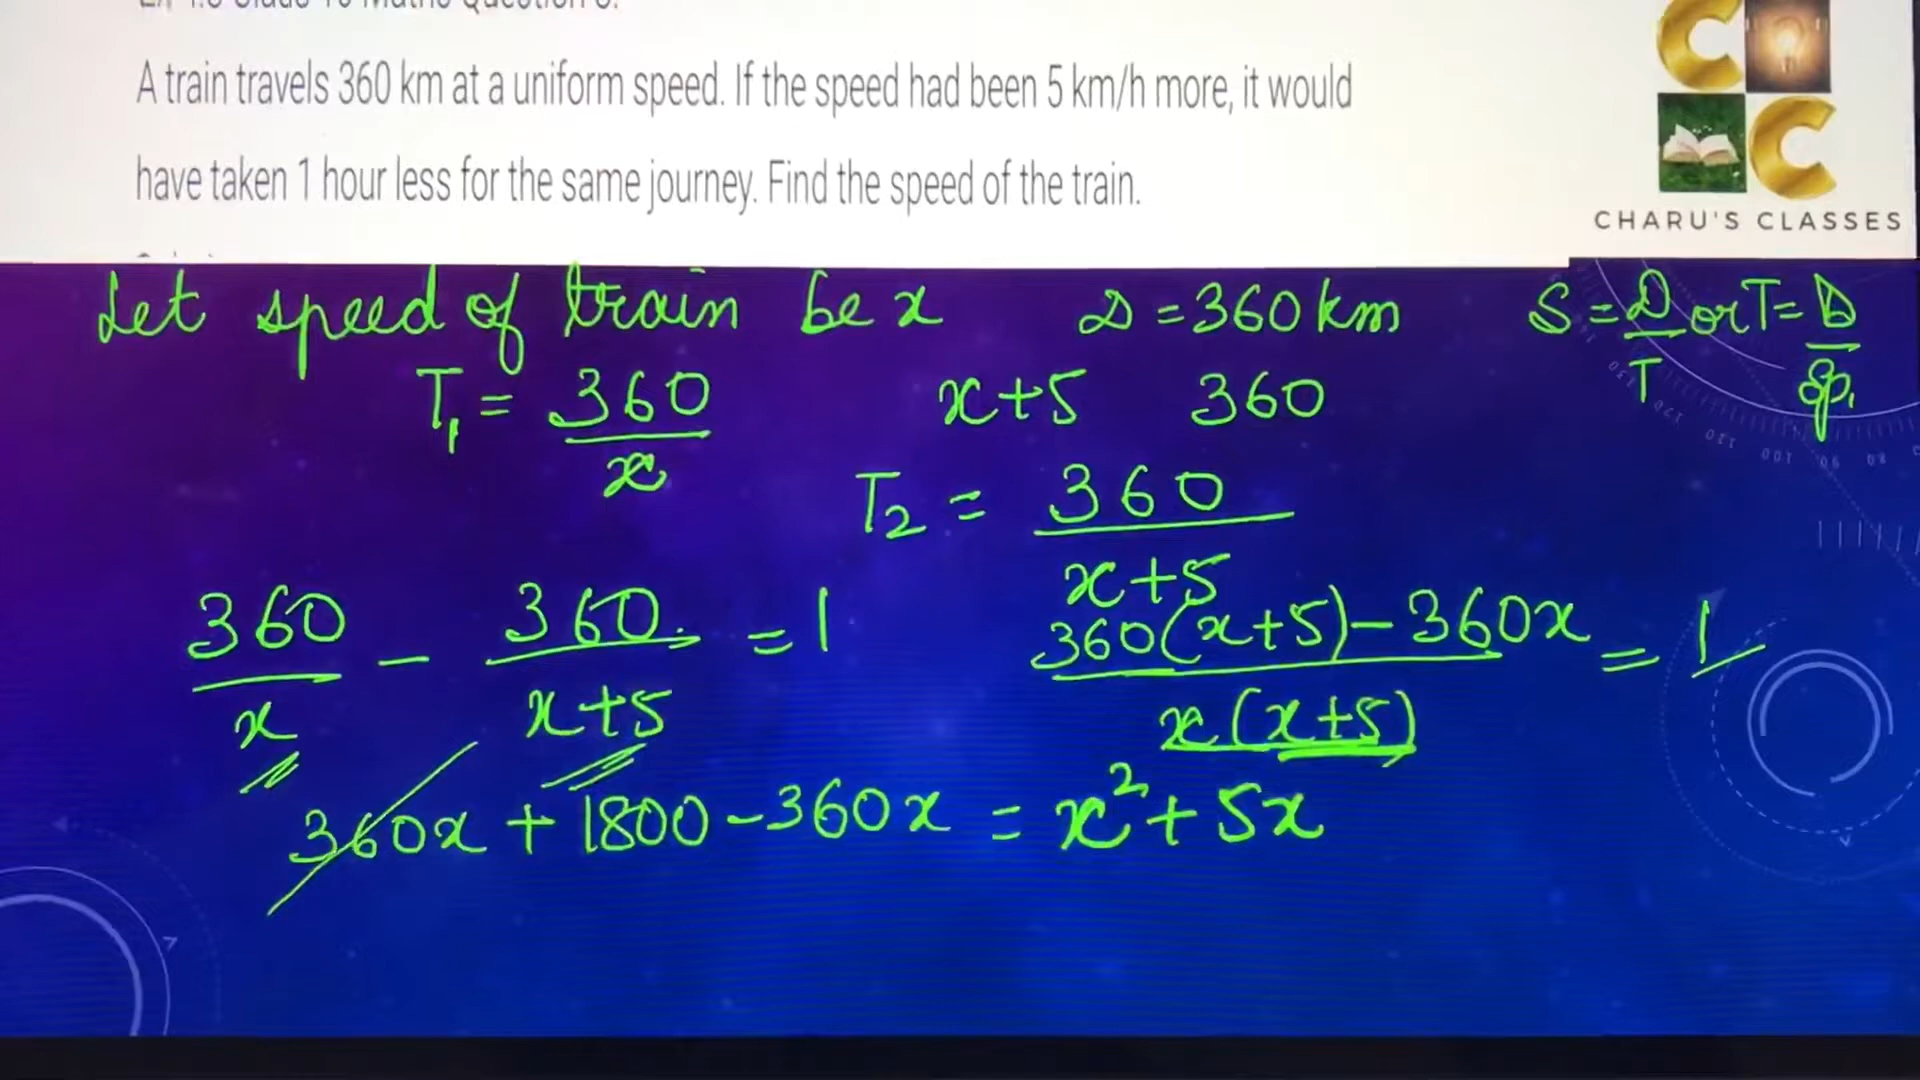 A train travels 360 km at a uniform speed. If the speed had been 5 km/h more, it would
have taken 1 hour less for the same journey. Find the speed of the train.
CHARU'S CLASSES
Let speed of train be x D = 360 km S = D/T or T = D/Sp.
T₁ = 360/x x+5 360
T₂ = 360/(x+5)
360/x - 360/(x+5) = 1 (360(x+5) - 360x)/(x(x+5)) = 1
360x + 1800 - 360x = x² + 5x